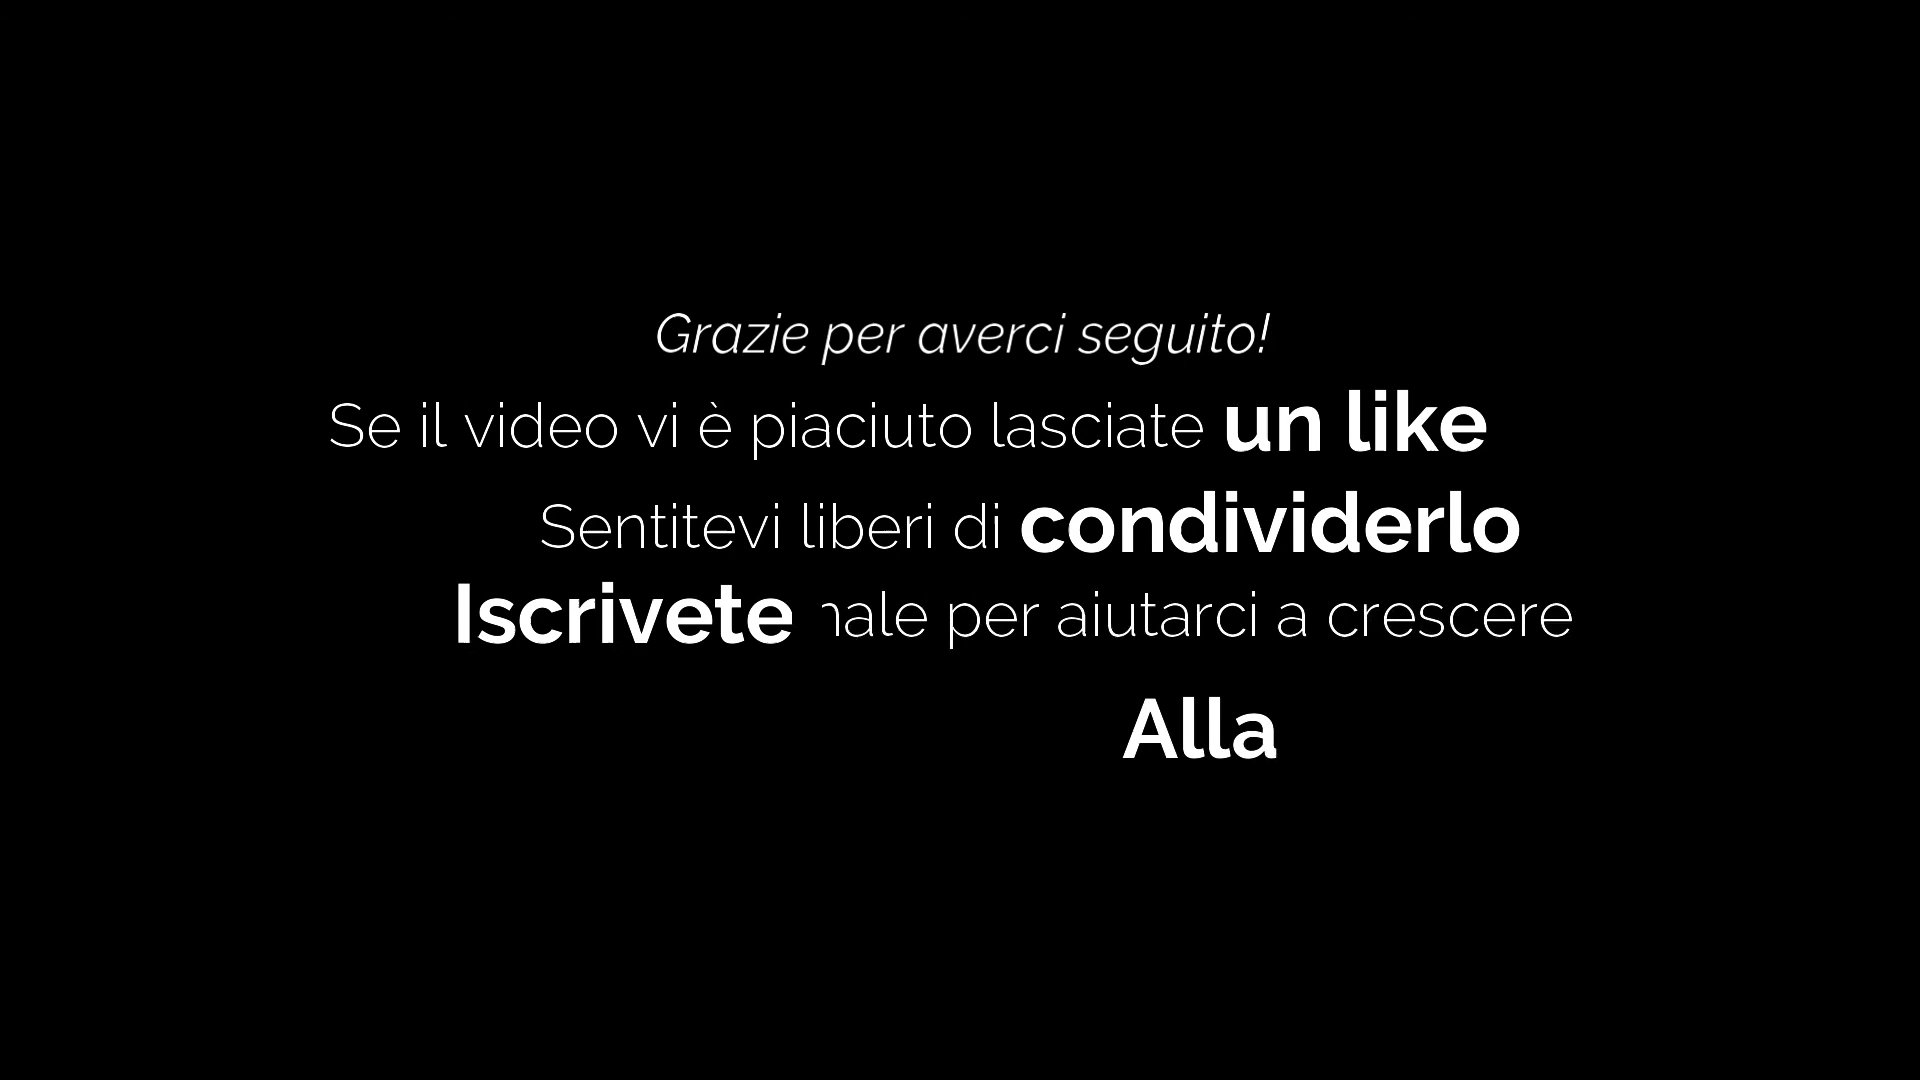 Grazie per averci seguito!
Se il video vi è piaciuto lasciate un like
Sentitevi liberi di condividerlo
Iscrivete per aiutarci a crescere
Alla